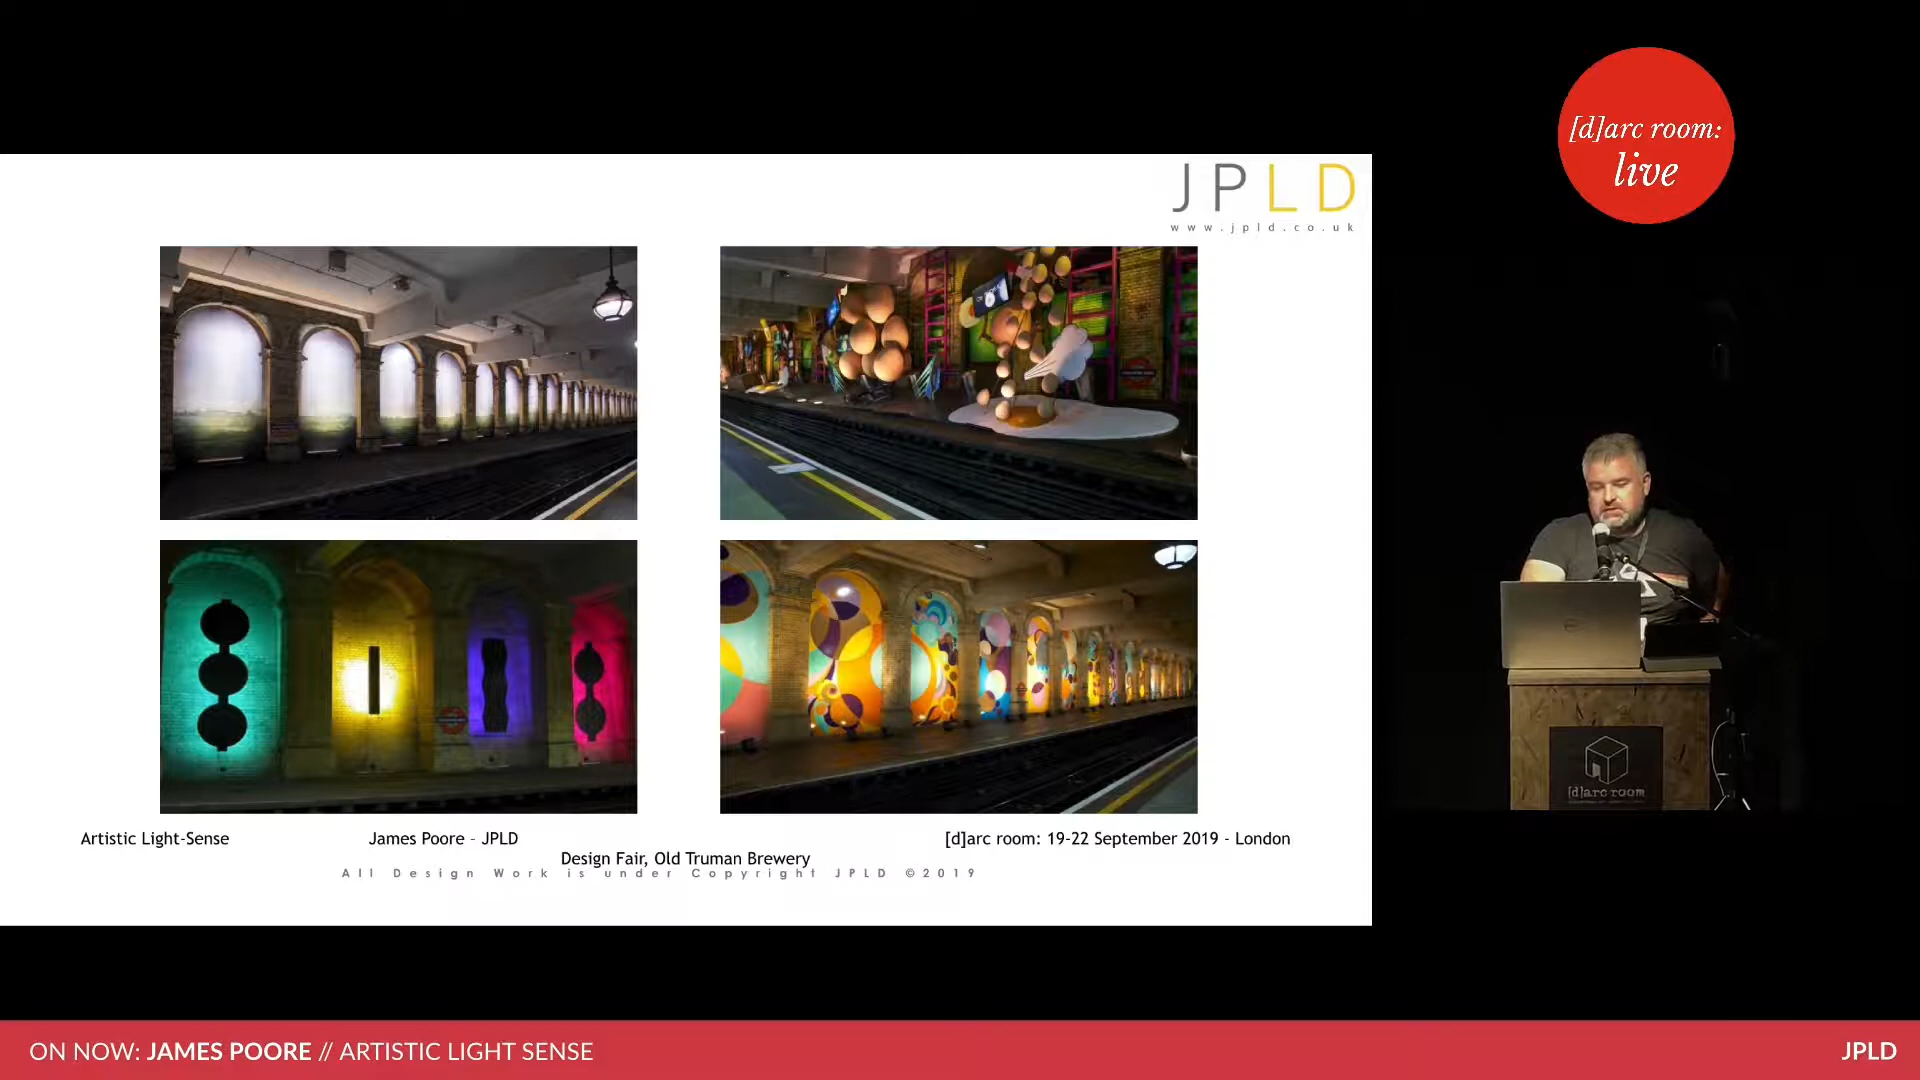 [d]arc room:
live
JPLD
www.jpld.co.uk
Artistic Light-Sense
James Poore - JPLD
[d]arc room: 19-22 September 2019 - London
Design Fair, Old Truman Brewery
All Design Work is under Copyright JPLD ©2019
[d]arc room
ON NOW: JAMES POORE // ARTISTIC LIGHT SENSE
JPLD